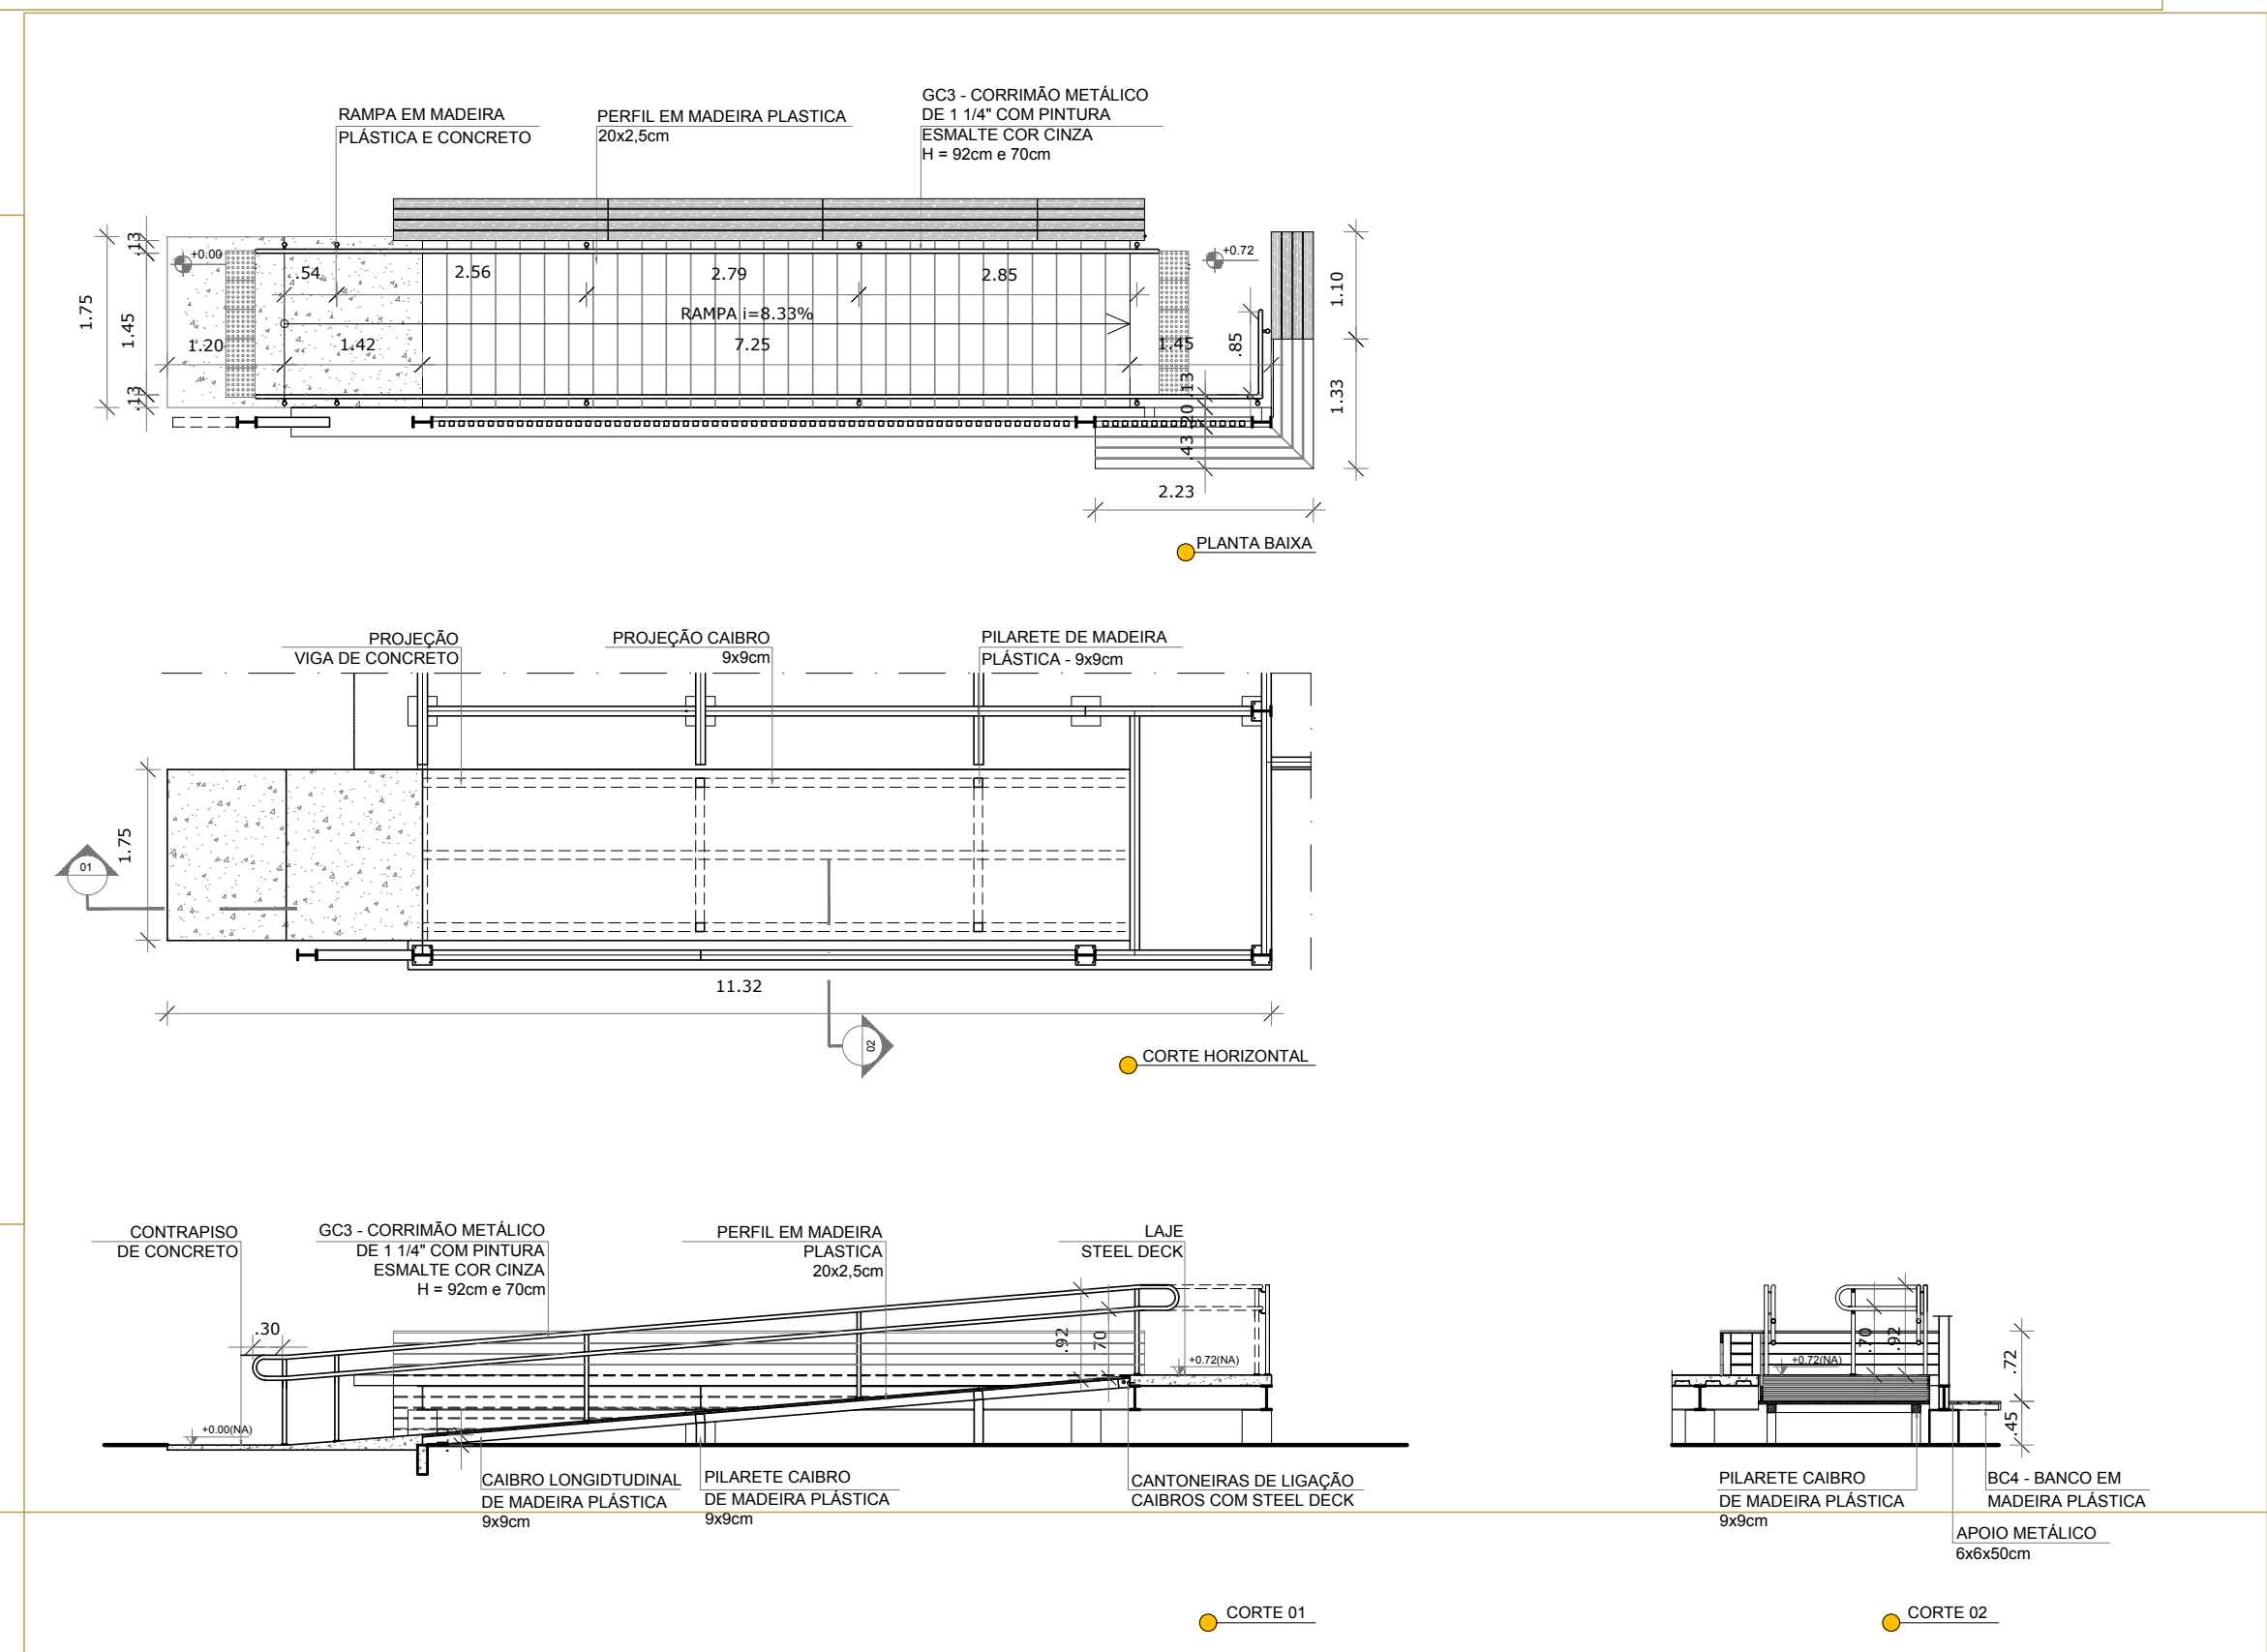 RAMPA EM MADEIRA
PLÁSTICA E CONCRETO
PERFIL EM MADEIRA PLASTICA
20x2,5cm
GC3 - CORRIMÃO METÁLICO
DE 1 1/4" COM PINTURA
ESMALTE COR CINZA
H = 92cm e 70cm
.13
1.75
1.45
.13
+0.00
.54
2.56
2.79
2.85
+0.72
RAMPA i=8.33%
1.20
1.42
7.25
1.45
.85
1.10
1.33
.13
.20
.43
2.23
PLANTA BAIXA
PROJEÇÃO
VIGA DE CONCRETO
PROJEÇÃO CAIBRO
9x9cm
PILARETE DE MADEIRA
PLÁSTICA - 9x9cm
1.75
01
11.32
02
CORTE HORIZONTAL
CONTRAPISO
DE CONCRETO
GC3 - CORRIMÃO METÁLICO
DE 1 1/4" COM PINTURA
ESMALTE COR CINZA
H = 92cm e 70cm
PERFIL EM MADEIRA
PLASTICA
20x2,5cm
LAJE
STEEL DECK
.30
.92
.70
+0.72(NA)
+0.00(NA)
CAIBRO LONGIDTUDINAL
DE MADEIRA PLÁSTICA
9x9cm
PILARETE CAIBRO
DE MADEIRA PLÁSTICA
9x9cm
CANTONEIRAS DE LIGAÇÃO
CAIBROS COM STEEL DECK
CORTE 01
.70
.92
+0.72(NA)
.72
.45
PILARETE CAIBRO
DE MADEIRA PLÁSTICA
9x9cm
BC4 - BANCO EM
MADEIRA PLÁSTICA
APOIO METÁLICO
6x6x50cm
CORTE 02